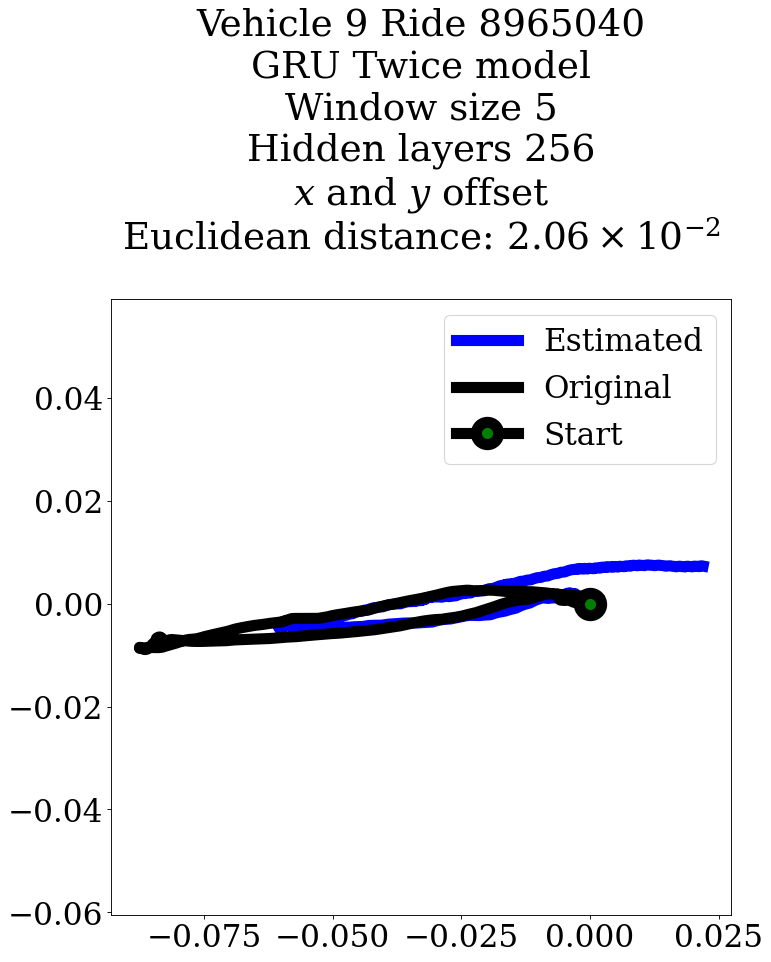 Vehicle 9 Ride 8965040
GRU Twice model
Window size 5
Hidden layers 256
x and y offset
Euclidean distance: 2.06 × 10⁻²
Estimated
Original
Start
0.04
0.02
0.00
−0.02
−0.04
−0.06
−0.075 −0.050 −0.025 0.000 0.025